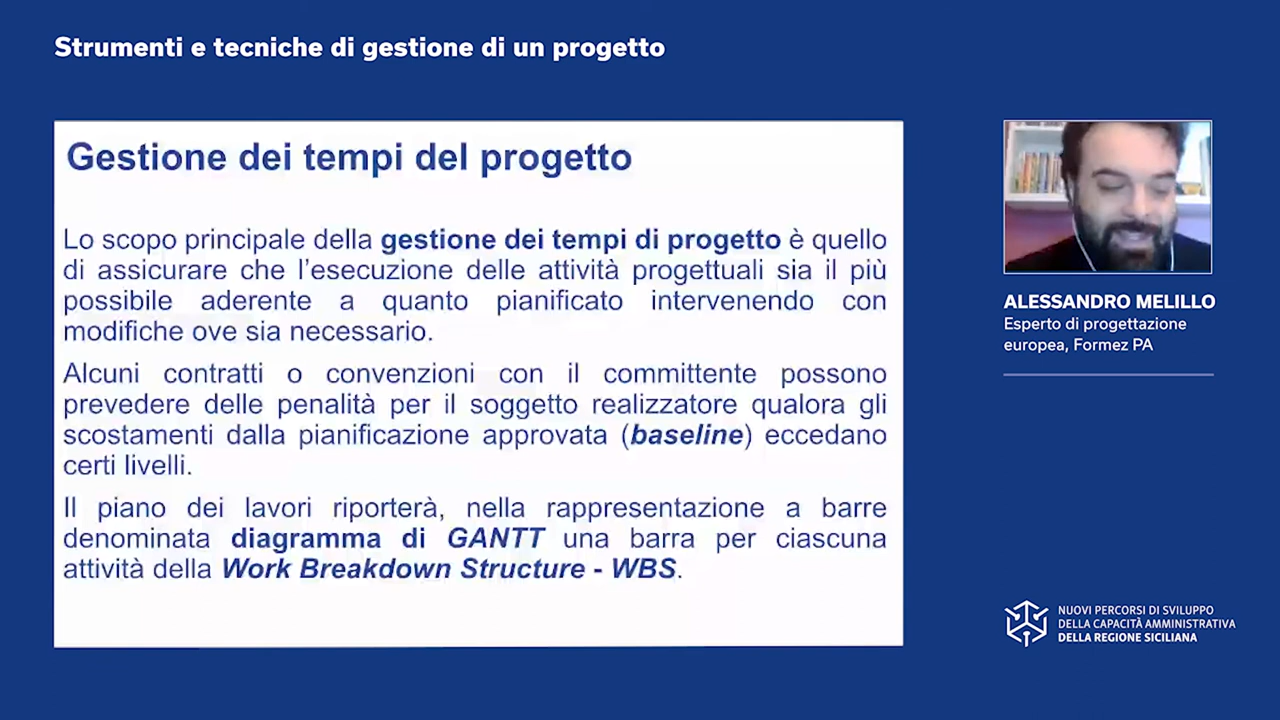 Strumenti e tecniche di gestione di un progetto
Gestione dei tempi del progetto
Lo scopo principale della gestione dei tempi di progetto è quello
di assicurare che l'esecuzione delle attività progettuali sia il più
possibile aderente a quanto pianificato intervenendo con
modifiche ove sia necessario.
Alcuni contratti o convenzioni con il committente possono
prevedere delle penalità per il soggetto realizzatore qualora gli
scostamenti dalla pianificazione approvata (baseline) eccedano
certi livelli.
Il piano dei lavori riporterà, nella rappresentazione a barre
denominata diagramma di GANTT una barra per ciascuna
attività della Work Breakdown Structure - WBS.
ALESSANDRO MELILLO
Esperto di progettazione
europea, Formez PA
NUOVI PERCORSI DI SVILUPPO
DELLA CAPACITÀ AMMINISTRATIVA
DELLA REGIONE SICILIANA